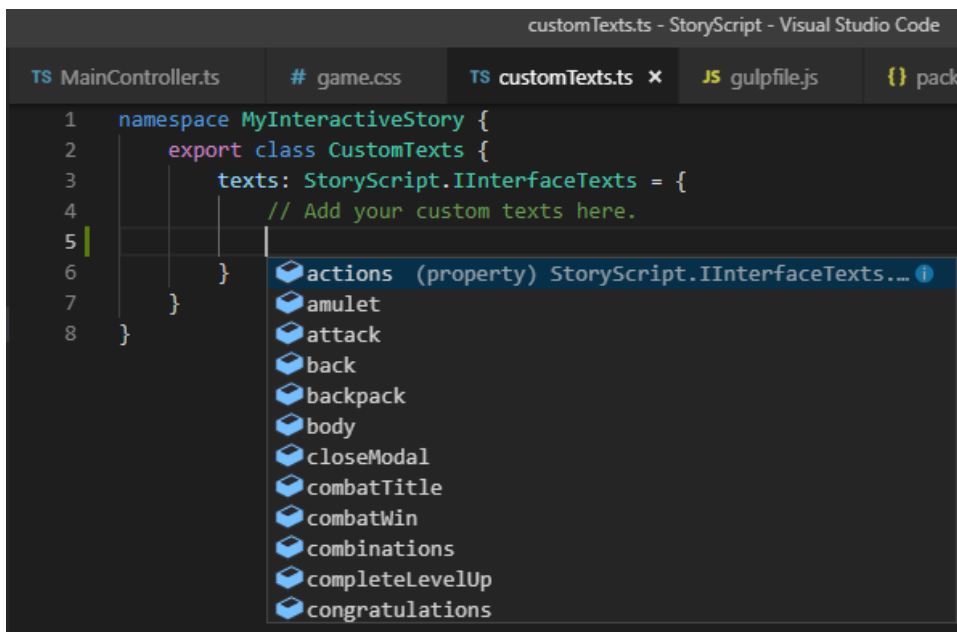 customTexts.ts - StoryScript - Visual Studio Code
TS MainController.ts # game.css TS customTexts.ts × JS gulpfile.js {} pack
1 namespace MyInteractiveStory {
2 export class CustomTexts {
3 texts: StoryScript.IInterfaceTexts = {
4 // Add your custom texts here.
5
6 }
7 }
8 }
actions (property) StoryScript.IInterfaceTexts.…
amulet
attack
back
backpack
body
closeModal
combatTitle
combatWin
combinations
completeLevelUp
congratulations